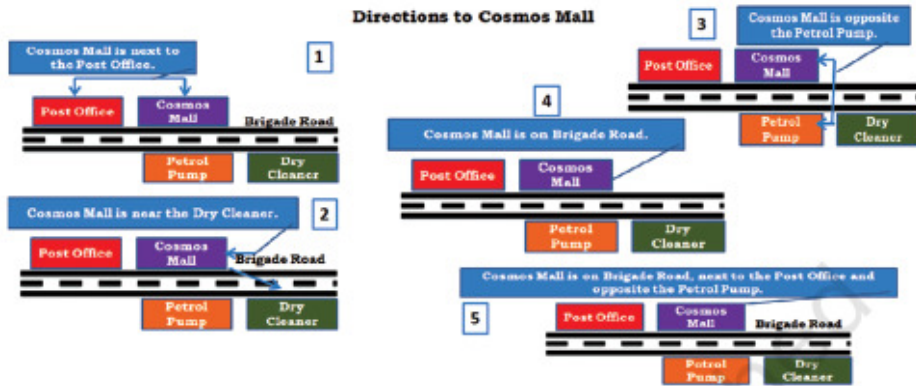 Directions to Cosmos Mall
1
Cosmos Mall is next to
the Post Office.
Post Office
Cosmos
Mall
Brigade Road
Petrol
Pump
Dry
Cleaner
2
Cosmos Mall is near the Dry Cleaner.
Post Office
Cosmos
Mall
Brigade Road
Petrol
Pump
Dry
Cleaner
3
Cosmos Mall is opposite
the Petrol Pump.
Post Office
Cosmos
Mall
Petrol
Pump
Dry
Cleaner
4
Cosmos Mall is on Brigade Road.
Post Office
Cosmos
Mall
Petrol
Pump
Dry
Cleaner
Cosmos Mall is on Brigade Road, next to the Post Office and
opposite the Petrol Pump.
5
Post Office
Cosmos
Mall
Brigade Road
Petrol
Pump
Dry
Cleaner